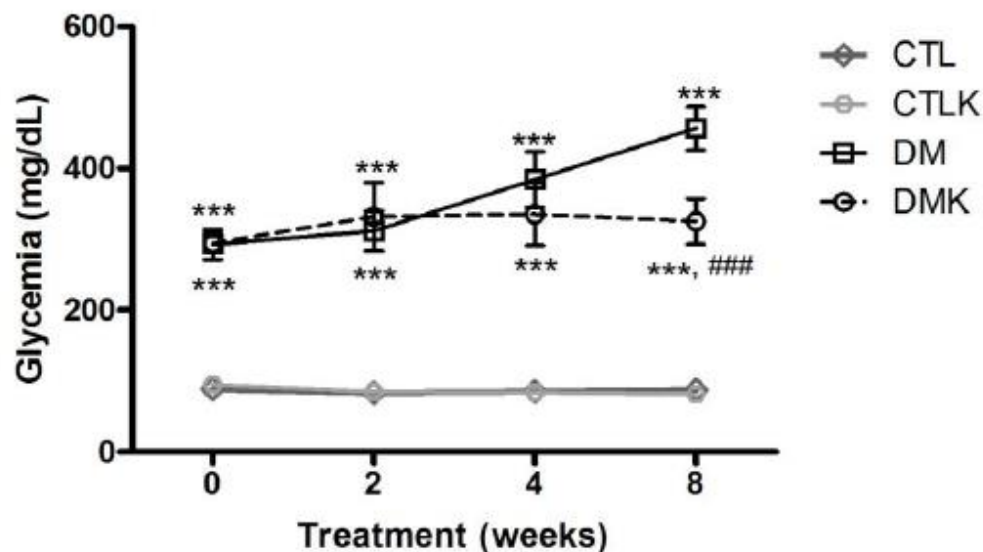 600
400
200
0
Glycemia (mg/dL)
***
***
***
***
***
***
***
***, ###
0 2 4 8
Treatment (weeks)
CTL
CTLK
DM
DMK